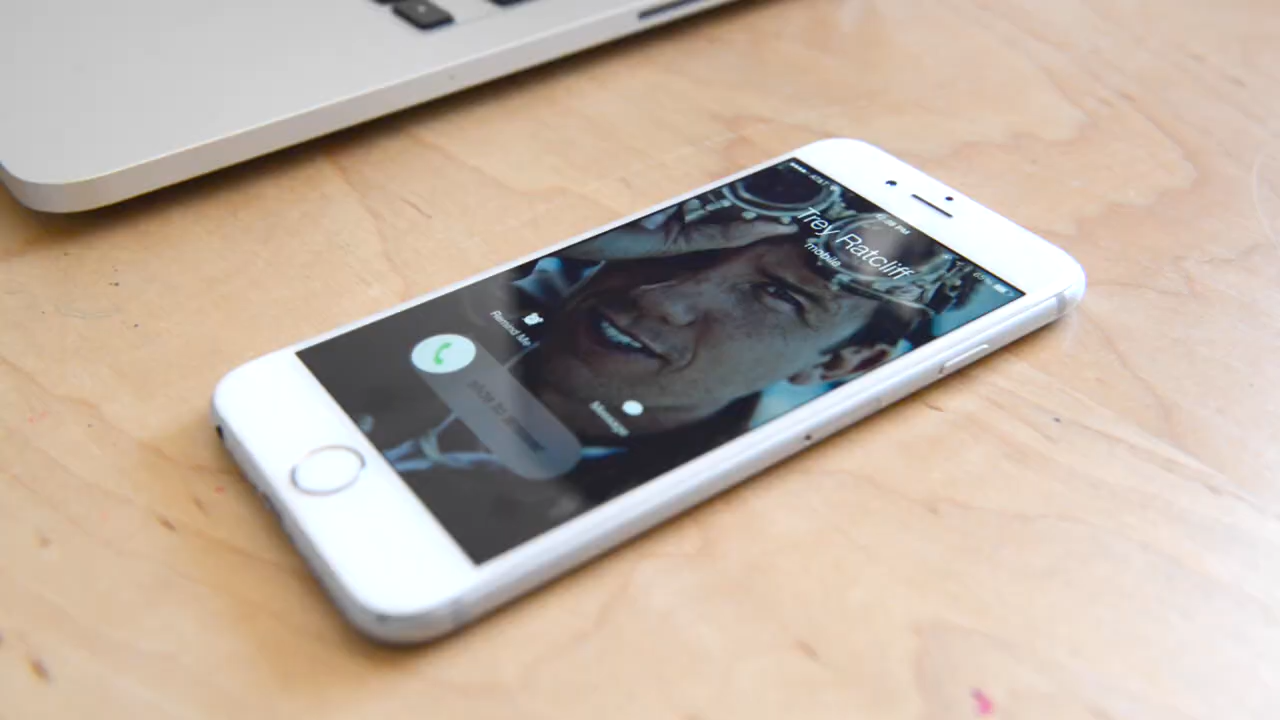 Trey Ratcliff
mobile
Remind Me
Message
slide to answer